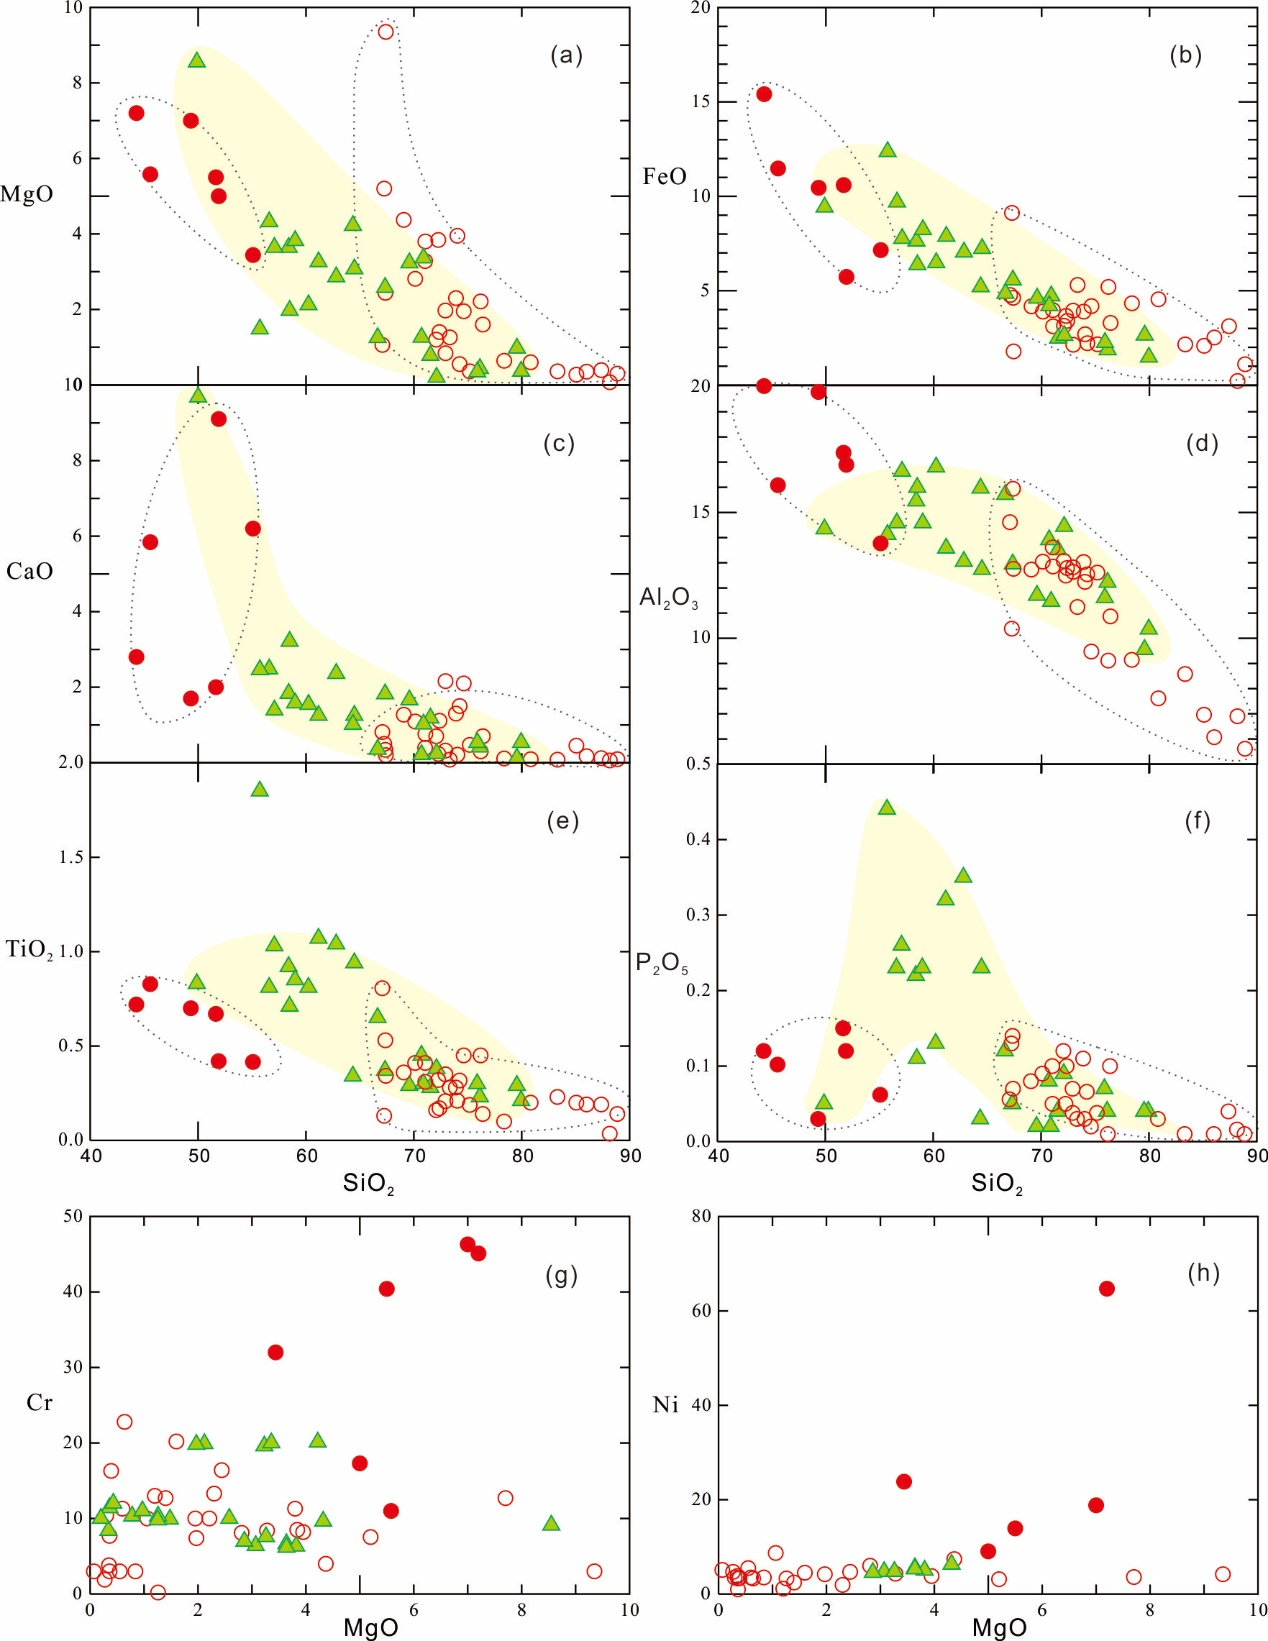 10 (a) 20 (b)
8 15
6
MgO FeO
10
4
2 5
10 20
(c) (d)
8
6 15
CaO Al₂O₃
4
10
2
2.0 0.5
(e) (f)
1.5 0.4
0.3
TiO₂ 1.0 P₂O₅
0.2
0.5
0.1
0.0 0.0
40 50 60 70 80 90 40 50 60 70 80 90
SiO₂ SiO₂
50 80
(g) (h)
40
60
30
Cr Ni 40
20
20
10
0 0
0 2 4 6 8 10 0 2 4 6 8 10
MgO MgO